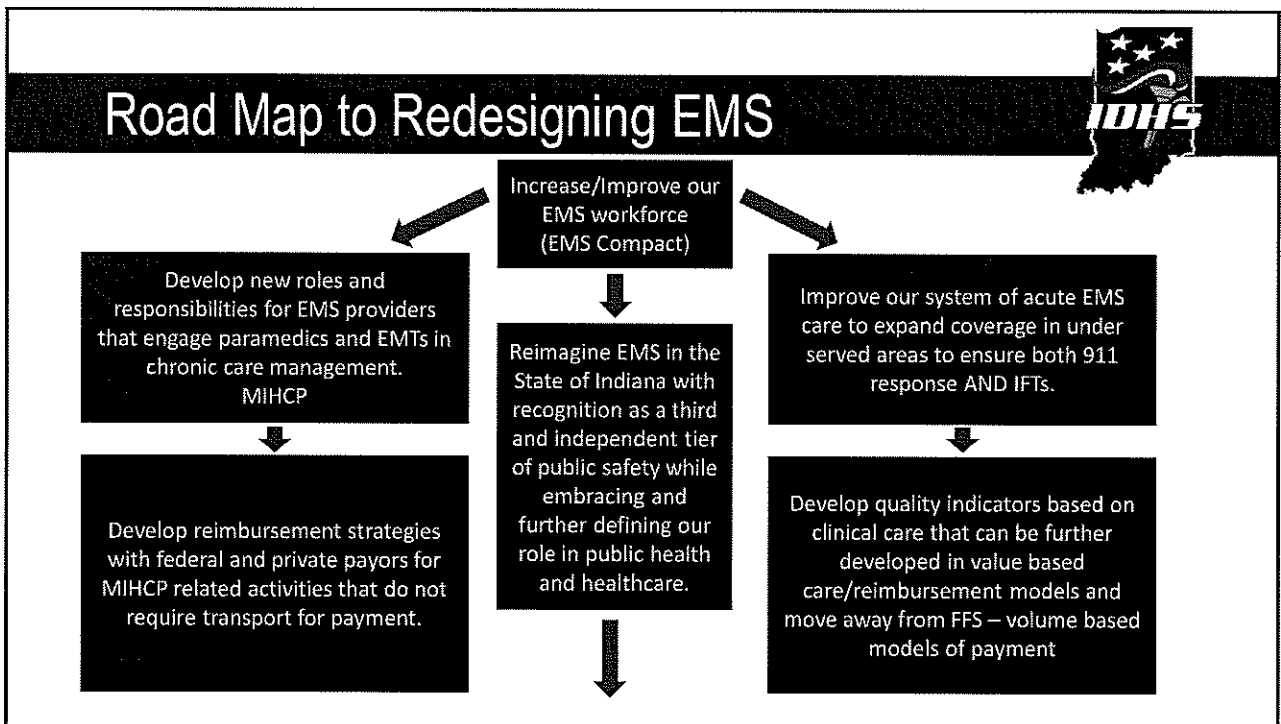 Road Map to Redesigning EMS
IDHS
Increase/Improve our
EMS workforce
(EMS Compact)
Develop new roles and
responsibilities for EMS providers
that engage paramedics and EMTs in
chronic care management.
MIHCP
Develop reimbursement strategies
with federal and private payors for
MIHCP related activities that do not
require transport for payment.
Reimagine EMS in the
State of Indiana with
recognition as a third
and independent tier
of public safety while
embracing and
further defining our
role in public health
and healthcare.
Improve our system of acute EMS
care to expand coverage in under
served areas to ensure both 911
response AND IFTs.
Develop quality indicators based on
clinical care that can be further
developed in value based
care/reimbursement models and
move away from FFS – volume based
models of payment